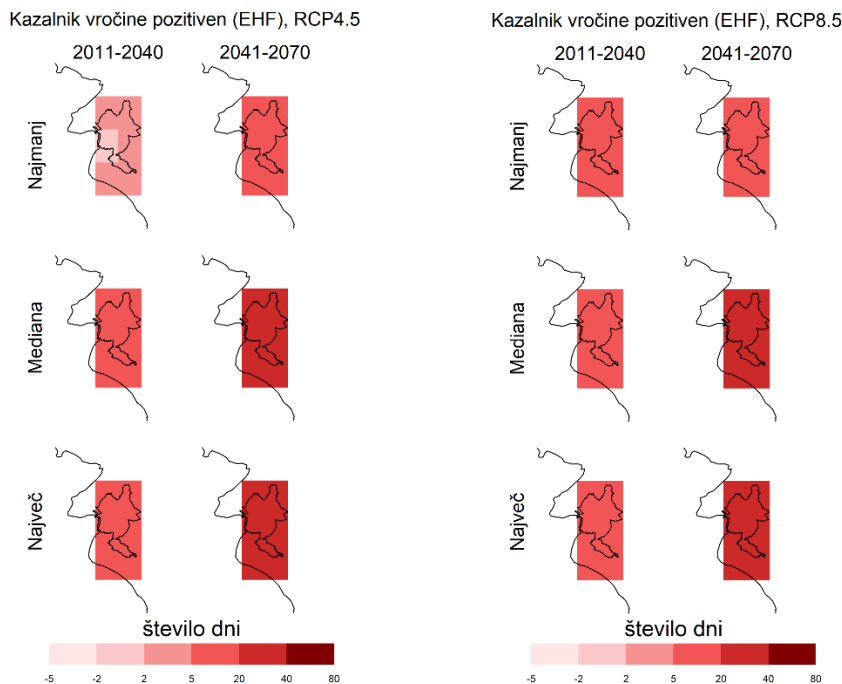 Kazalnik vročine pozitiven (EHF), RCP4.5
2011-2040 2041-2070
Najmanj
Mediana
Največ
število dni
-5 -2 2 5 20 40 80
Kazalnik vročine pozitiven (EHF), RCP8.5
2011-2040 2041-2070
Najmanj
Mediana
Največ
število dni
-5 -2 2 5 20 40 80